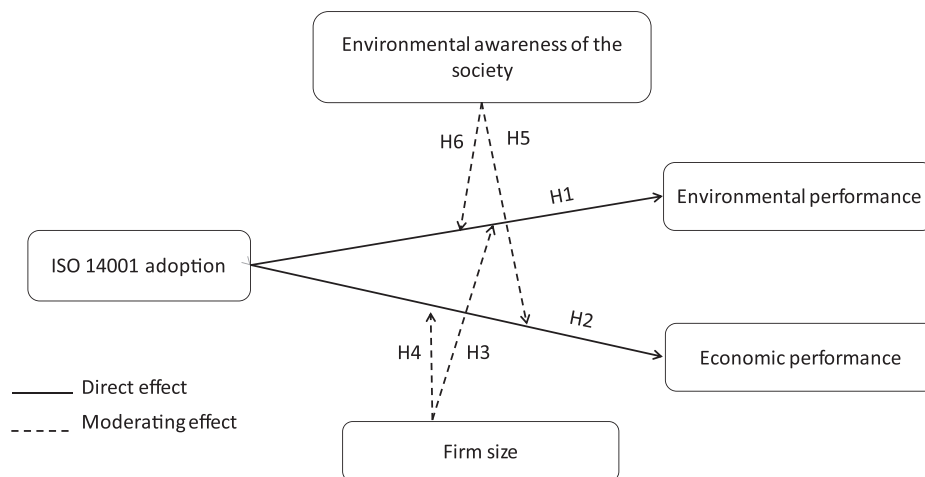 Environmental awareness of the
society
H6
H5
H1
Environmental performance
ISO 14001 adoption
H2
H4
H3
Economic performance
Direct effect
Moderating effect
Firm size